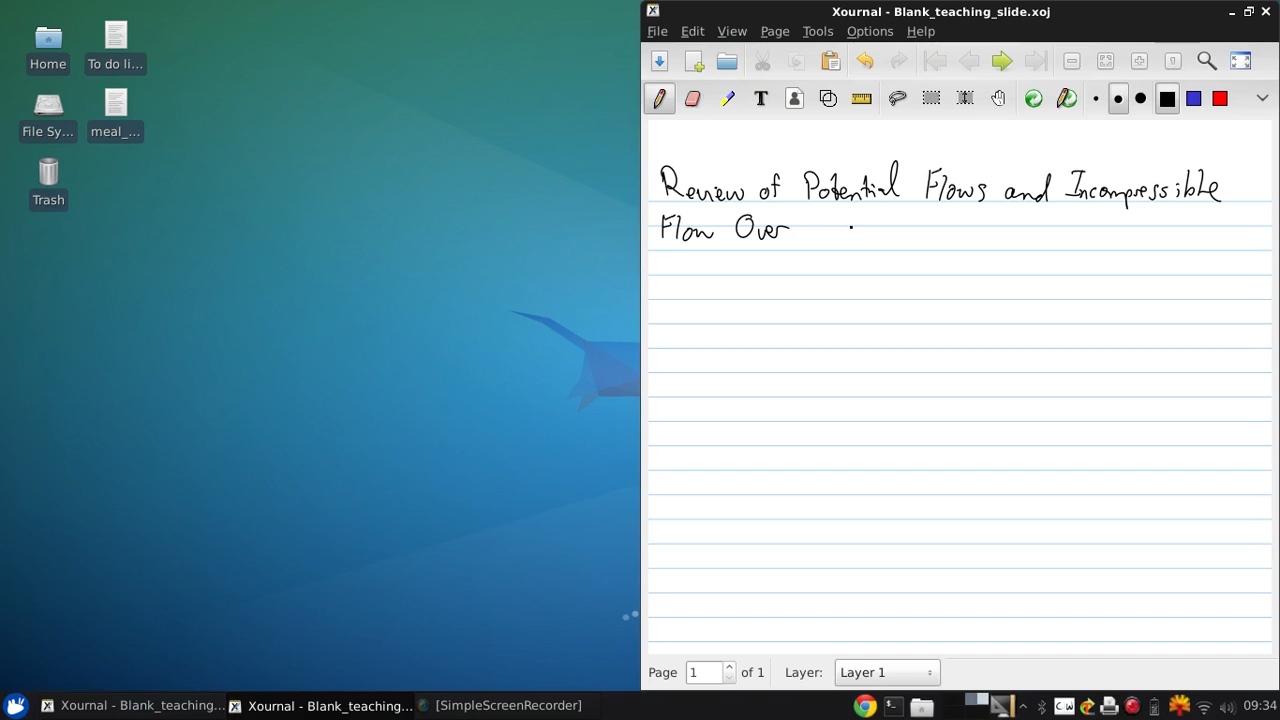 Xournal - Blank_teaching_slide.xoj
File Edit View Page Tools Options Help
Home
To do li...
File Sy...
meal_...
Trash
Review of Potential Flows and Incompressible
Flow Over
Page 1 of 1 Layer: Layer 1
Xournal - Blank_teaching... Xournal - Blank_teaching... [SimpleScreenRecorder] CW 09:34